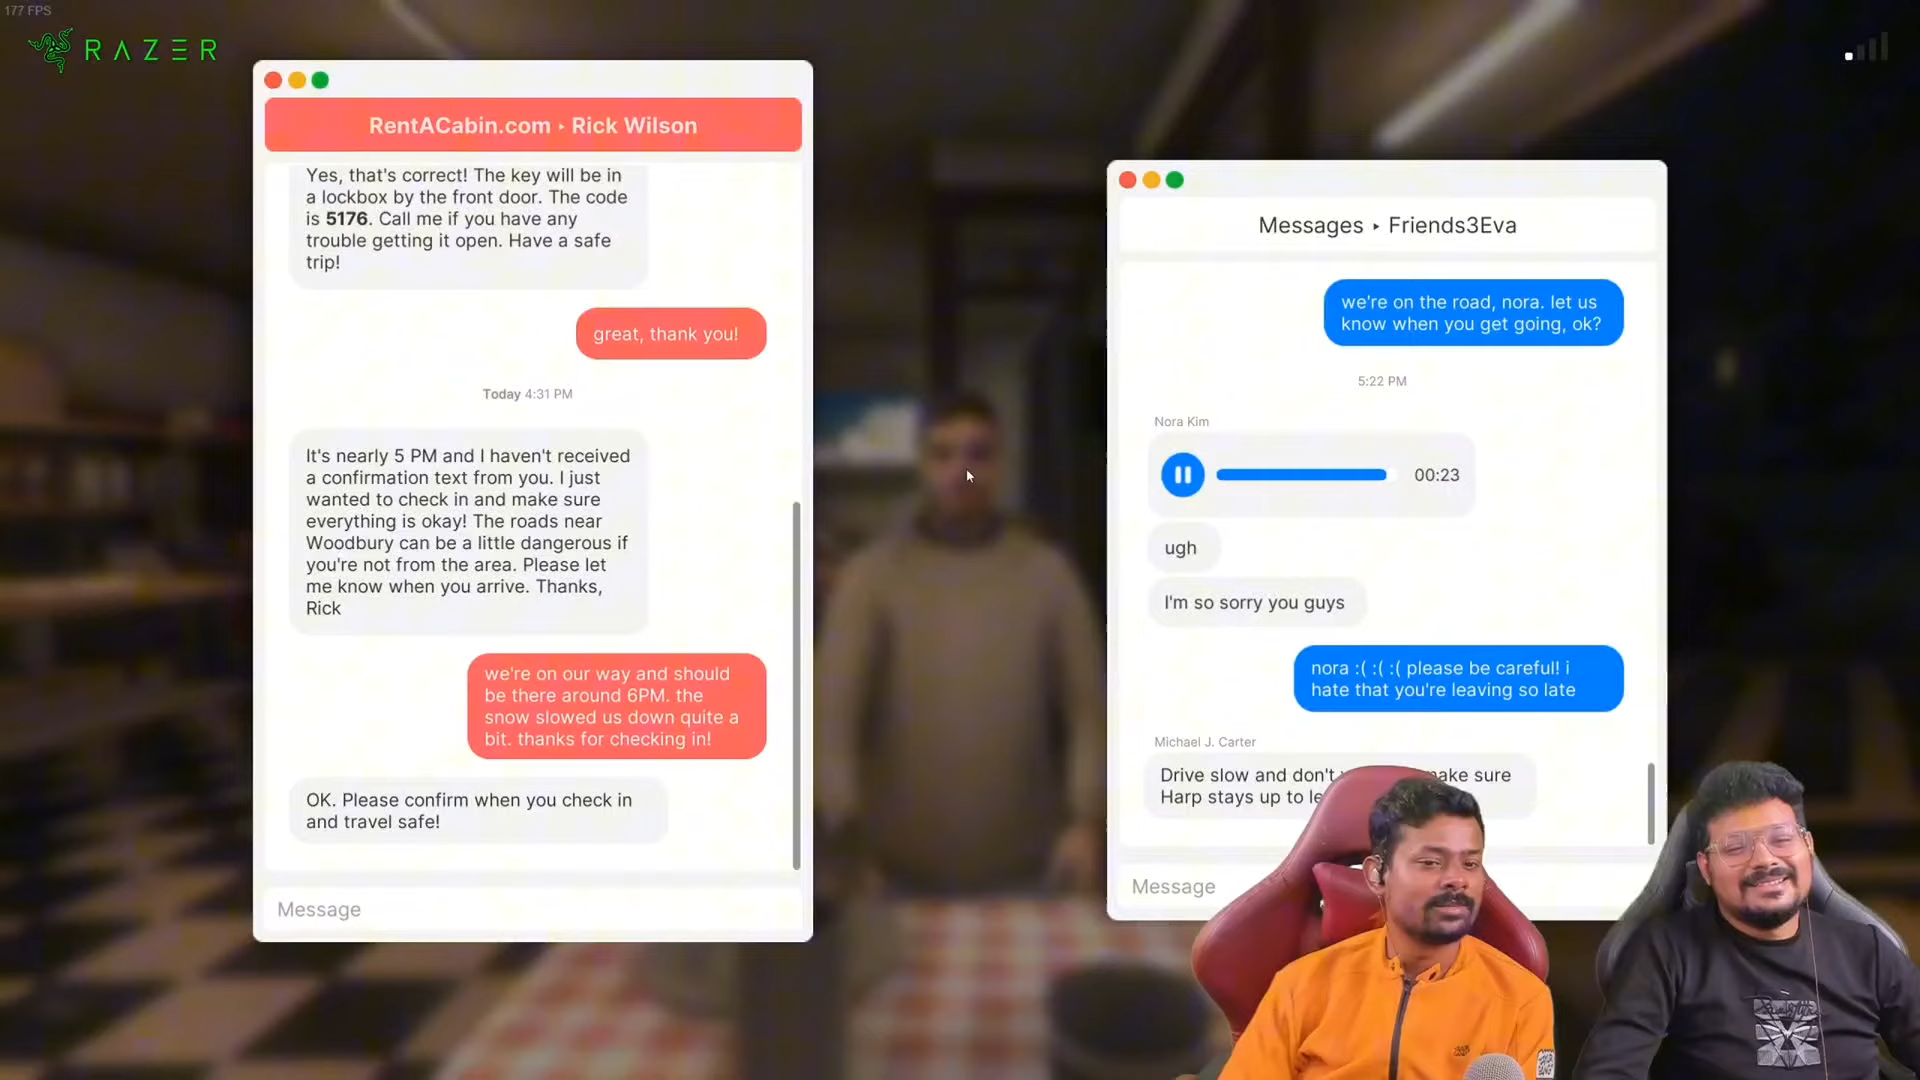 177 FPS
RAZER
RentACabin.com ‣ Rick Wilson
Yes, that's correct! The key will be in
a lockbox by the front door. The code
is 5176. Call me if you have any
trouble getting it open. Have a safe
trip!
great, thank you!
Today 4:31 PM
It's nearly 5 PM and I haven't received
a confirmation text from you. I just
wanted to check in and make sure
everything is okay! The roads near
Woodbury can be a little dangerous if
you're not from the area. Please let
me know when you arrive. Thanks,
Rick
we're on our way and should
be there around 6PM. the
snow slowed us down quite a
bit. thanks for checking in!
OK. Please confirm when you check in
and travel safe!
Message
Messages ‣ Friends3Eva
we're on the road, nora. let us
know when you get going, ok?
5:22 PM
Nora Kim
00:23
ugh
I'm so sorry you guys
nora :( :( :( please be careful! i
hate that you're leaving so late
Michael J. Carter
Drive slow and don't sure
Harp stays up to
Message